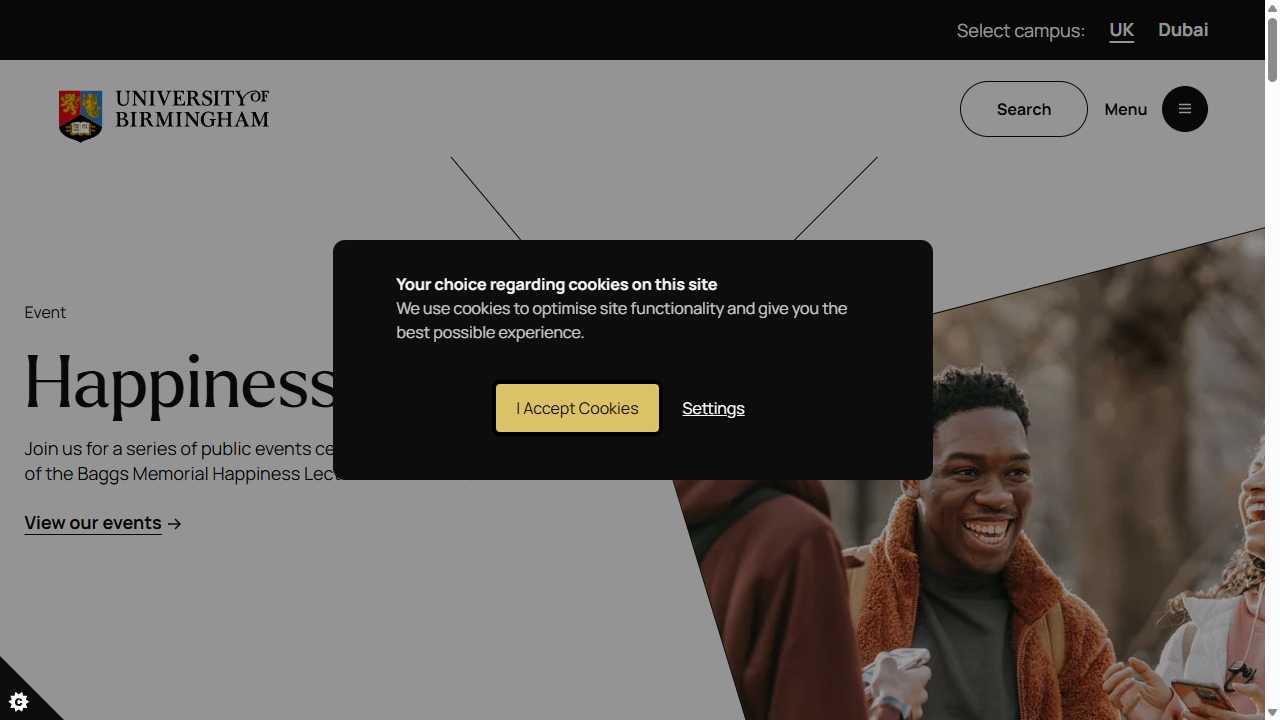 Select campus: UK Dubai
UNIVERSITY OF
BIRMINGHAM
Search
Menu
Your choice regarding cookies on this site
We use cookies to optimise site functionality and give you the
best possible experience.
I Accept Cookies
Settings
Event
Happiness
Join us for a series of public events
of the Baggs Memorial Happiness
View our events →